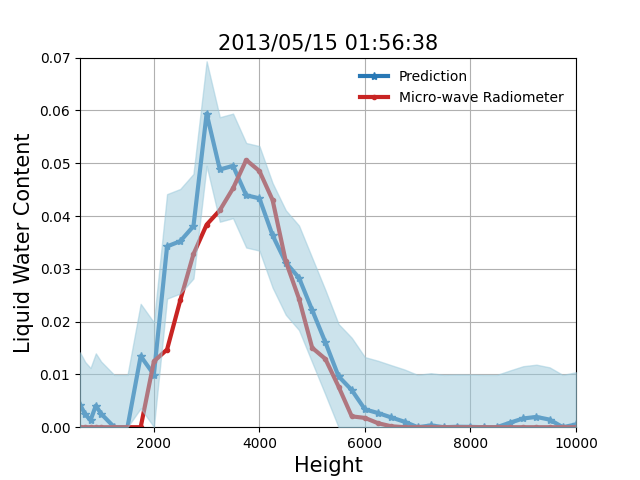 2013/05/15 01:56:38
Prediction
Micro-wave Radiometer
Liquid Water Content
0.07
0.06
0.05
0.04
0.03
0.02
0.01
0.00
2000 4000 6000 8000 10000
Height